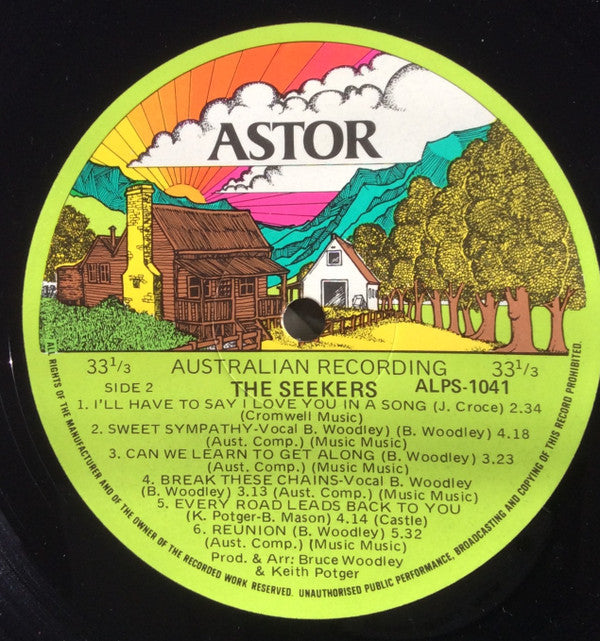 ASTOR
33 1/3 AUSTRALIAN RECORDING 33 1/3
SIDE 2 THE SEEKERS ALPS-1041
1. I'LL HAVE TO SAY I LOVE YOU IN A SONG (J. Croce) 2.34
(Cromwell Music)
2. SWEET SYMPATHY-Vocal B. Woodley) (B. Woodley) 4.18
(Aust. Comp.) (Music Music)
3. CAN WE LEARN TO GET ALONG (B. Woodley) 3.23
(Aust. Comp.) (Music Music)
4. BREAK THESE CHAINS-Vocal B. Woodley
(B. Woodley) 3.13 (Aust. Comp.) (Music Music)
5. EVERY ROAD LEADS BACK TO YOU
(K. Potger-B. Mason) 4.14 (Castle)
6. REUNION (B. Woodley) 5.32
(Aust. Comp.) (Music Music)
Prod. & Arr: Bruce Woodley
& Keith Potger
ALL RIGHTS OF THE MANUFACTURER AND OF THE OWNER OF THE RECORDED WORK RESERVED. UNAUTHORISED PUBLIC PERFORMANCE, BROADCASTING AND COPYING OF THIS RECORD PROHIBITED.